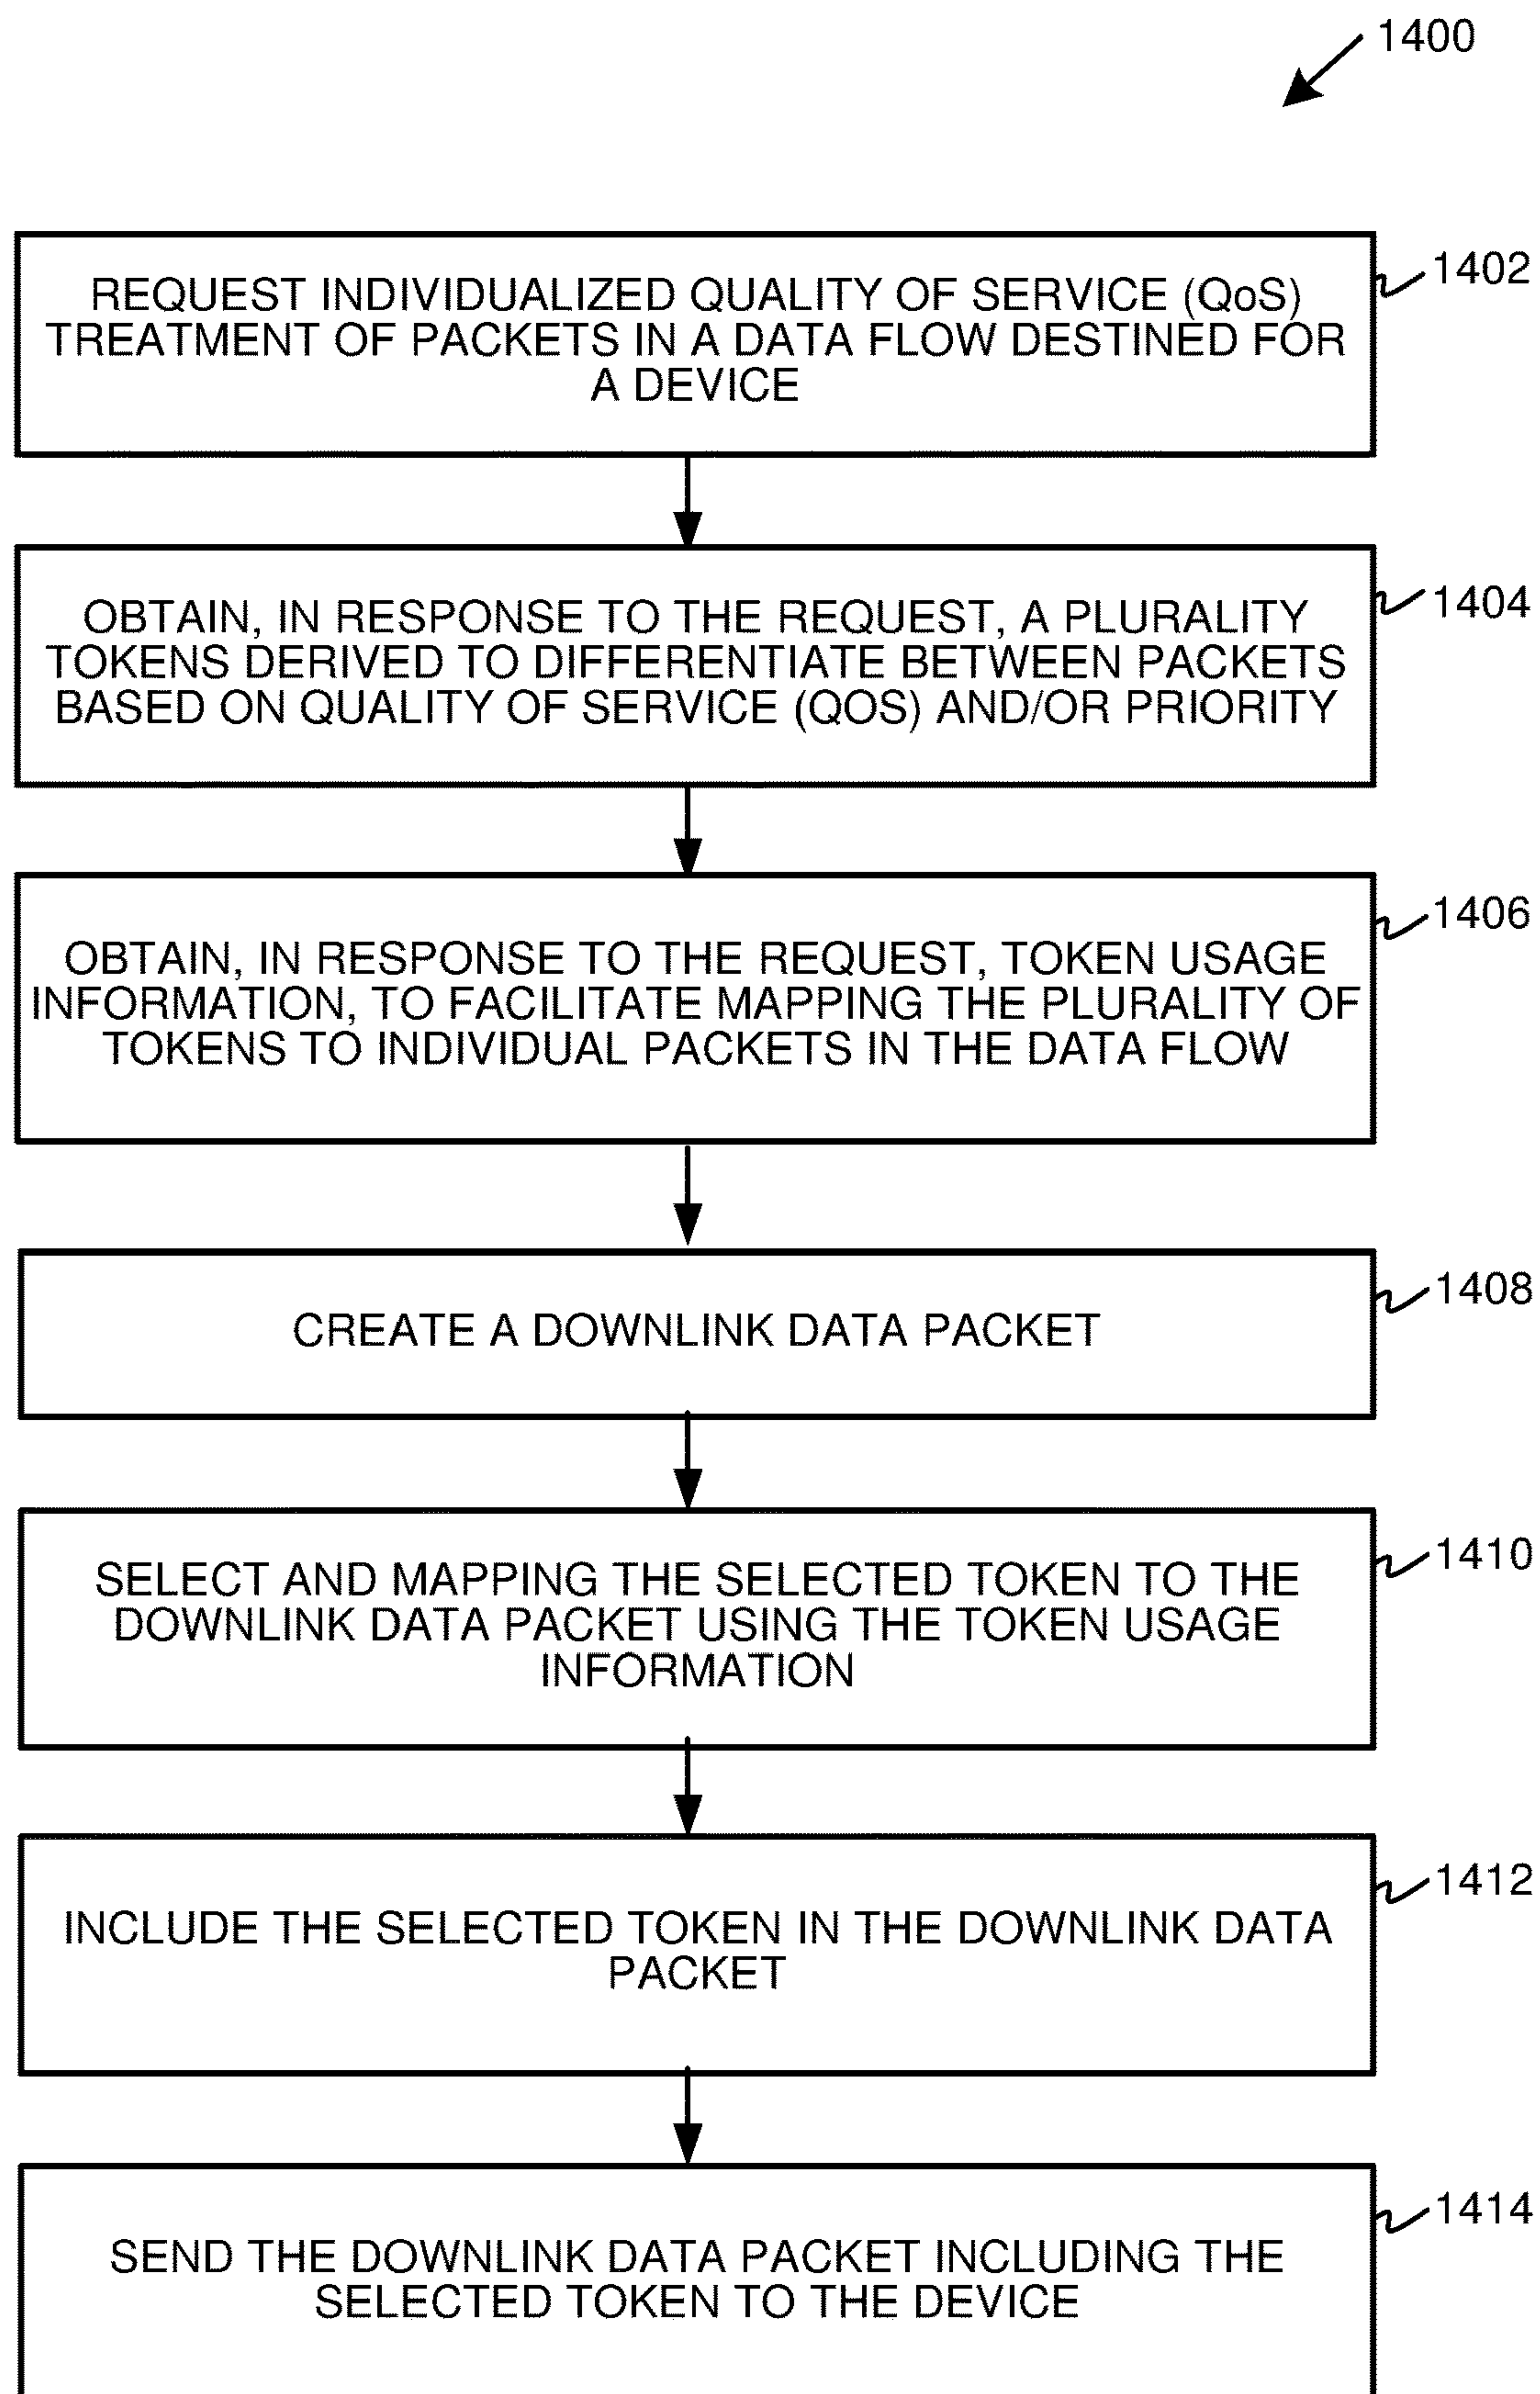 1400
REQUEST INDIVIDUALIZED QUALITY OF SERVICE (QoS)
TREATMENT OF PACKETS IN A DATA FLOW DESTINED FOR
A DEVICE
1402
OBTAIN, IN RESPONSE TO THE REQUEST, A PLURALITY
TOKENS DERIVED TO DIFFERENTIATE BETWEEN PACKETS
BASED ON QUALITY OF SERVICE (QOS) AND/OR PRIORITY
1404
OBTAIN, IN RESPONSE TO THE REQUEST, TOKEN USAGE
INFORMATION, TO FACILITATE MAPPING THE PLURALITY OF
TOKENS TO INDIVIDUAL PACKETS IN THE DATA FLOW
1406
CREATE A DOWNLINK DATA PACKET
1408
SELECT AND MAPPING THE SELECTED TOKEN TO THE
DOWNLINK DATA PACKET USING THE TOKEN USAGE
INFORMATION
1410
INCLUDE THE SELECTED TOKEN IN THE DOWNLINK DATA
PACKET
1412
SEND THE DOWNLINK DATA PACKET INCLUDING THE
SELECTED TOKEN TO THE DEVICE
1414